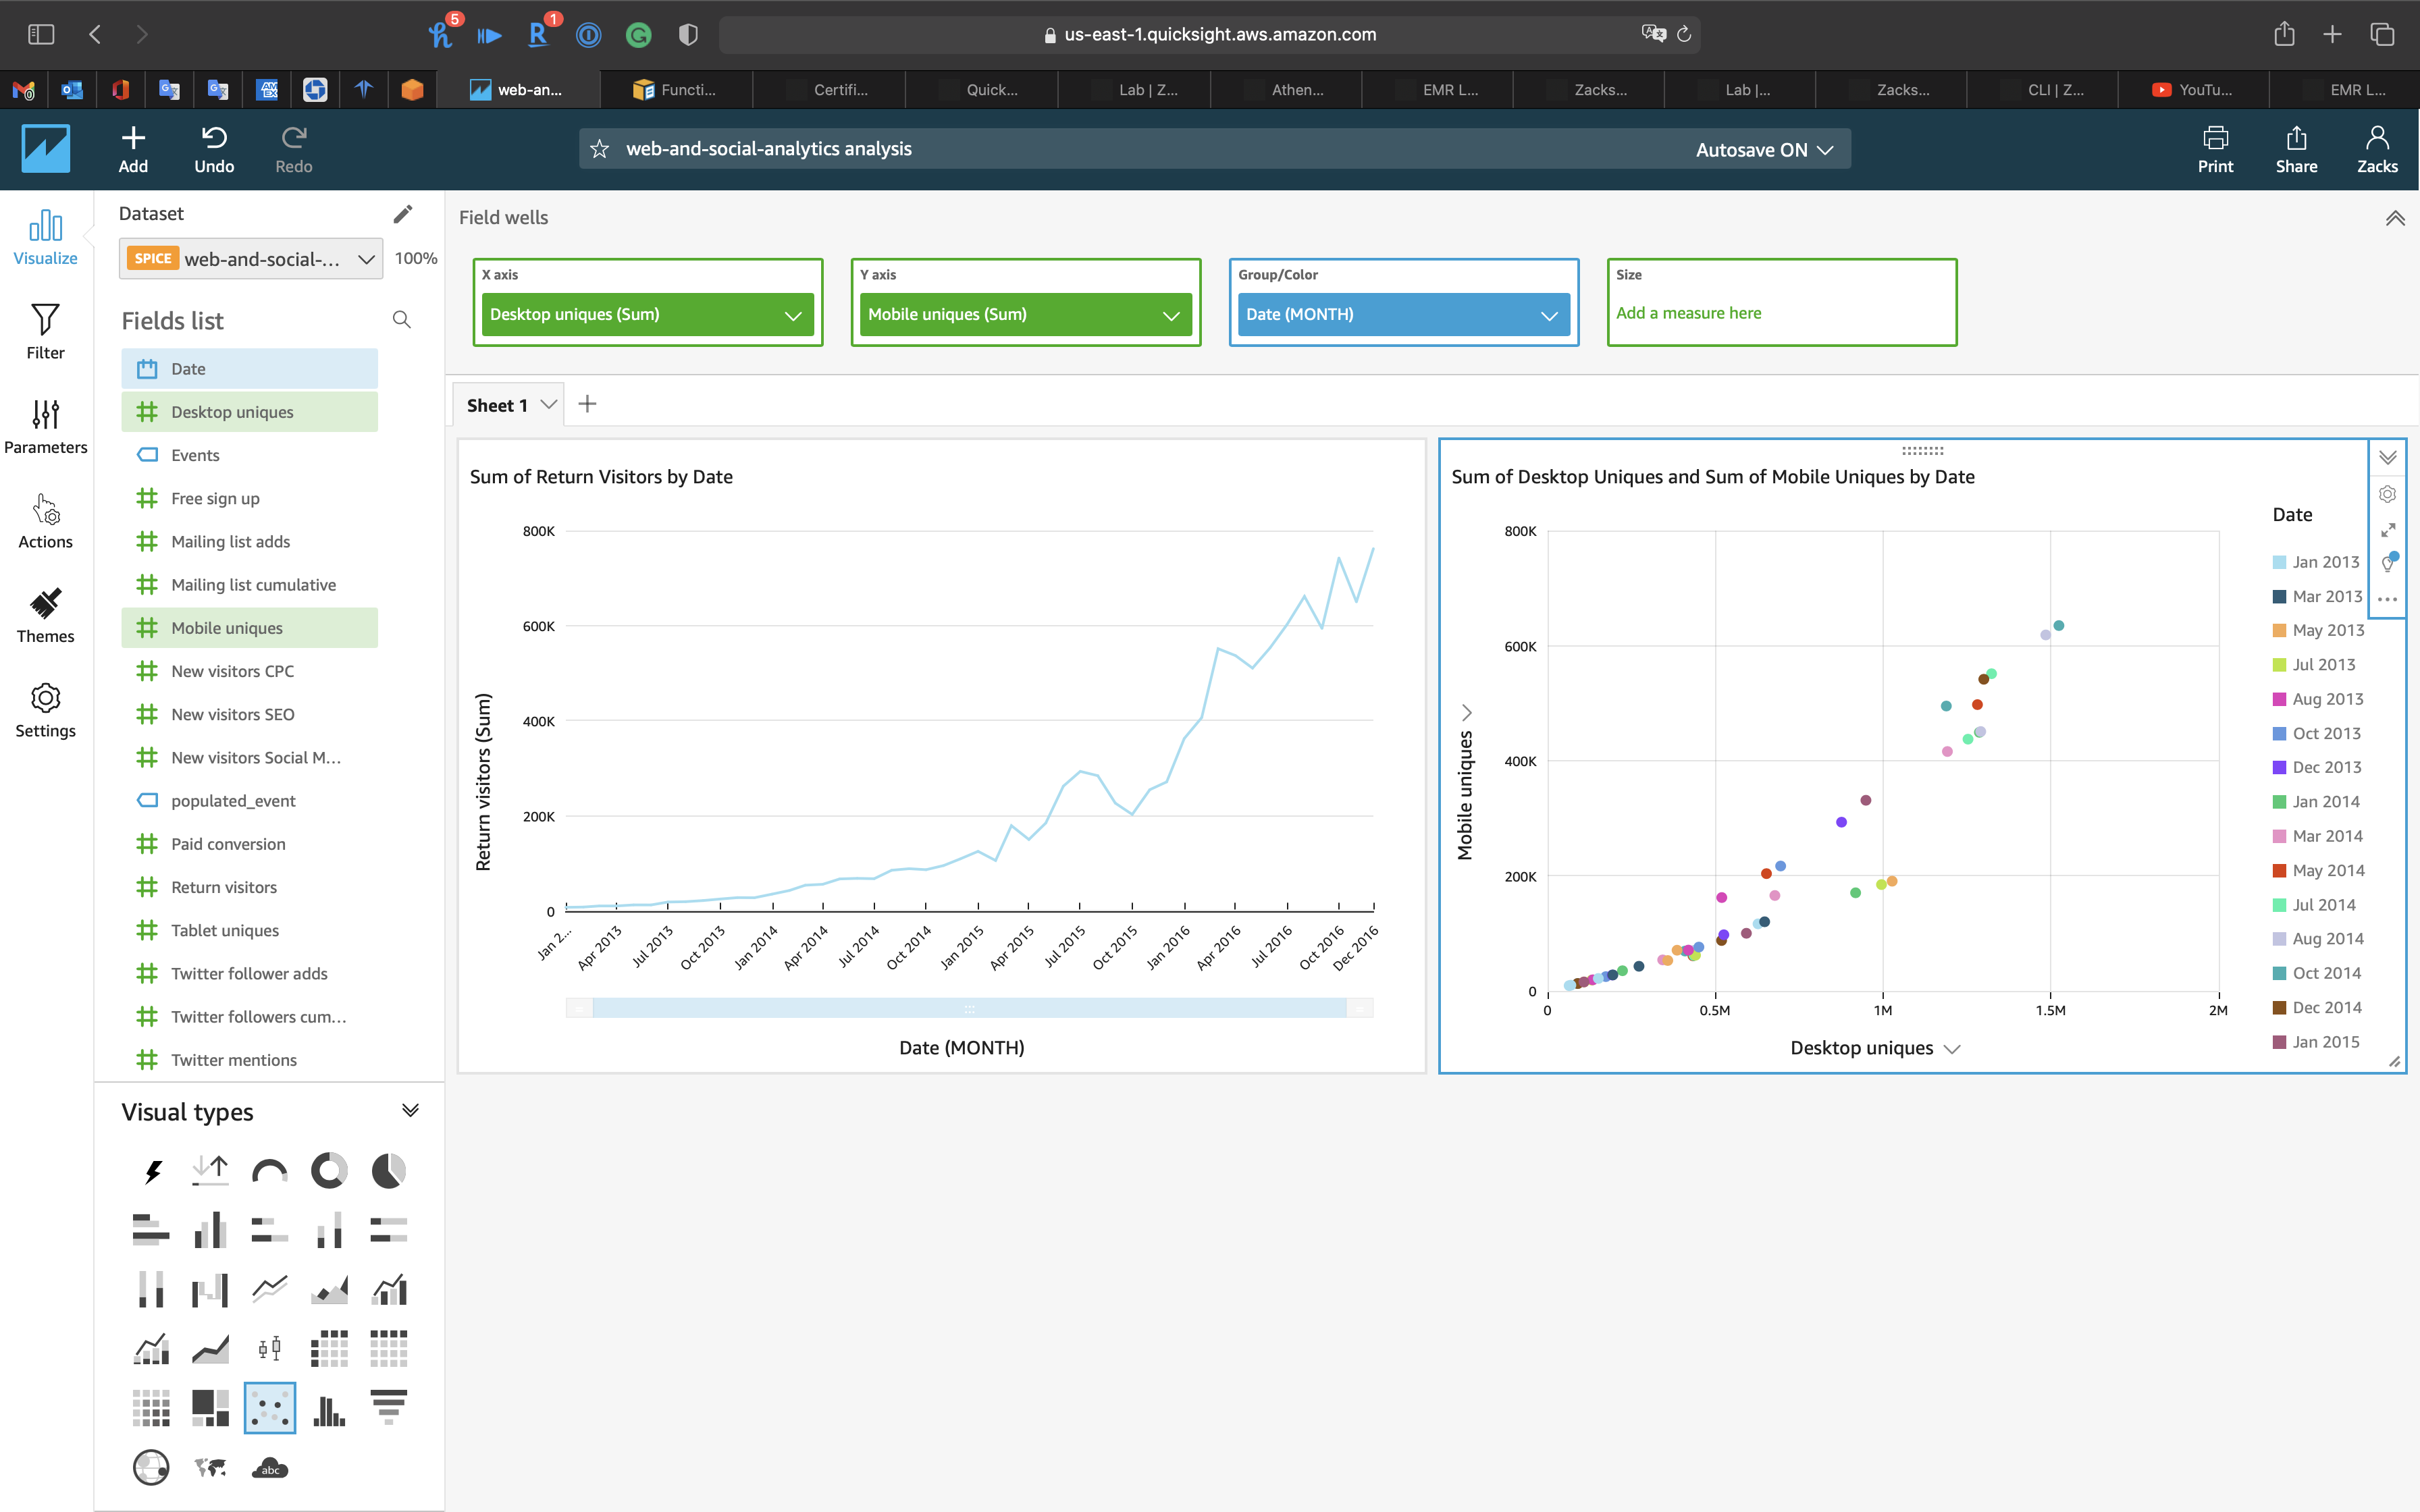 5
1
us-east-1.quicksight.aws.amazon.com
web-an...
Functi...
Certifi...
Quick...
Lab | Z...
Athen...
EMR L...
Zacks...
Lab |...
Zacks...
CLI | Z...
YouTu...
EMR L...
Add
Undo
Redo
web-and-social-analytics analysis
Autosave ON
Print
Share
Zacks
Visualize
Filter
Parameters
Actions
Themes
Settings
Dataset
SPICE web-and-social-... 100%
Fields list
Date
Desktop uniques
Events
Free sign up
Mailing list adds
Mailing list cumulative
Mobile uniques
New visitors CPC
New visitors SEO
New visitors Social M...
populated_event
Paid conversion
Return visitors
Tablet uniques
Twitter follower adds
Twitter followers cum...
Twitter mentions
Visual types
abc
Field wells
X axis
Desktop uniques (Sum)
Y axis
Mobile uniques (Sum)
Group/Color
Date (MONTH)
Size
Add a measure here
Sheet 1
Sum of Return Visitors by Date
Return visitors (Sum)
800K
600K
400K
200K
0
Jan 2...
Apr 2013
Jul 2013
Oct 2013
Jan 2014
Apr 2014
Jul 2014
Oct 2014
Jan 2015
Apr 2015
Jul 2015
Oct 2015
Jan 2016
Apr 2016
Jul 2016
Oct 2016
Dec 2016
Date (MONTH)
Sum of Desktop Uniques and Sum of Mobile Uniques by Date
Mobile uniques
800K
600K
400K
200K
0
0
0.5M
1M
1.5M
2M
Desktop uniques
Date
Jan 2013
Mar 2013
May 2013
Jul 2013
Aug 2013
Oct 2013
Dec 2013
Jan 2014
Mar 2014
May 2014
Jul 2014
Aug 2014
Oct 2014
Dec 2014
Jan 2015